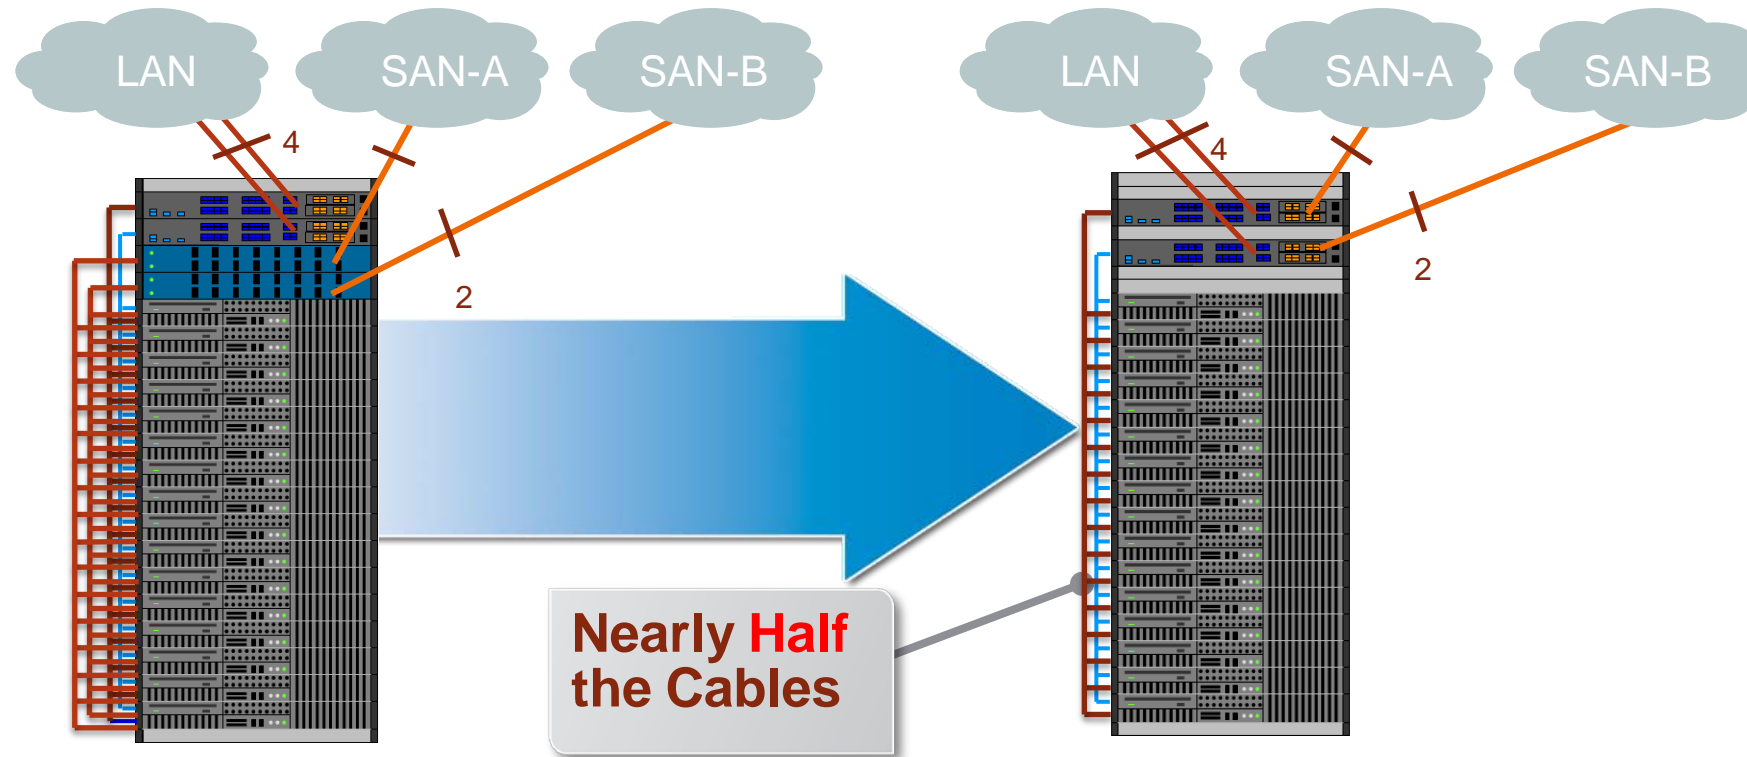 LAN
SAN-A
SAN-B
4
2
LAN
SAN-A
SAN-B
4
2
Nearly Half
the Cables